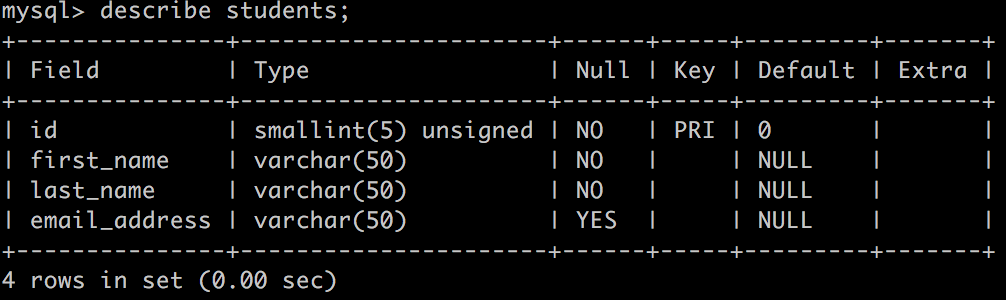 mysql> describe students;
+---------------+----------------------+------+-----+---------+-------+
| Field         | Type                 | Null | Key | Default | Extra |
+---------------+----------------------+------+-----+---------+-------+
| id            | smallint(5) unsigned | NO   | PRI | 0       |       |
| first_name    | varchar(50)          | NO   |     | NULL    |       |
| last_name     | varchar(50)          | NO   |     | NULL    |       |
| email_address | varchar(50)          | YES  |     | NULL    |       |
+---------------+----------------------+------+-----+---------+-------+
4 rows in set (0.00 sec)